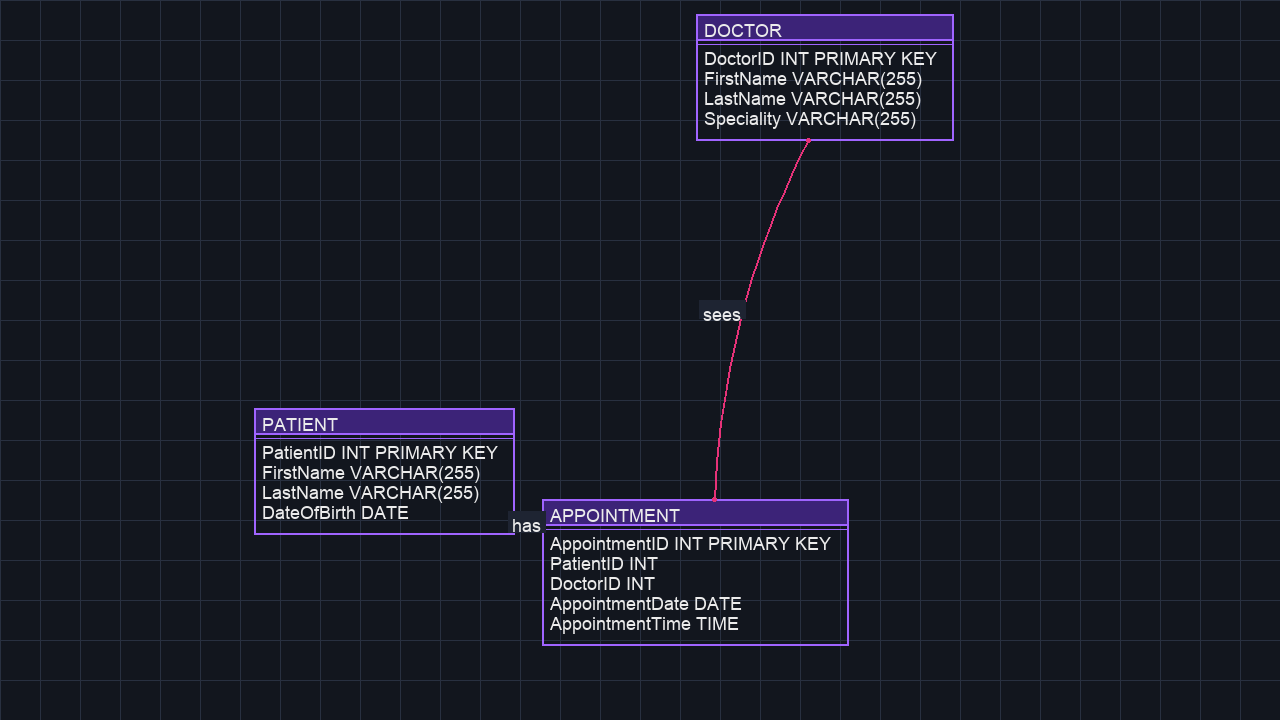 DOCTOR
DoctorID INT PRIMARY KEY
FirstName VARCHAR(255)
LastName VARCHAR(255)
Speciality VARCHAR(255)
sees
PATIENT
PatientID INT PRIMARY KEY
FirstName VARCHAR(255)
LastName VARCHAR(255)
DateOfBirth DATE
has
APPOINTMENT
AppointmentID INT PRIMARY KEY
PatientID INT
DoctorID INT
AppointmentDate DATE
AppointmentTime TIME